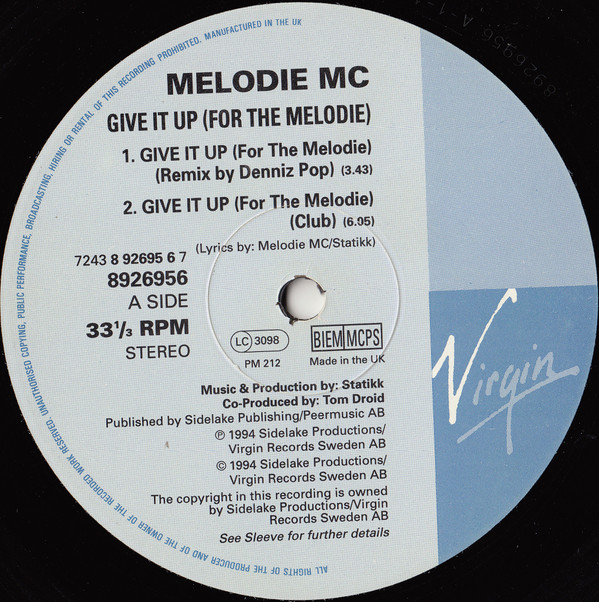 ALL RIGHTS OF THE PRODUCER AND OF THE OWNER OF THE RECORDED WORK RESERVED. UNAUTHORISED COPYING, PUBLIC PERFORMANCE, BROADCASTING, HIRING OR RENTAL OF THIS RECORDING PROHIBITED. MANUFACTURED IN THE UK
MELODIE MC
GIVE IT UP (FOR THE MELODIE)
1. GIVE IT UP (For The Melodie)
(Remix by Denniz Pop) (3.43)
2. GIVE IT UP (For The Melodie)
(Club) (6.05)
(Lyrics by: Melodie MC/Statikk)
7243 8 92695 6 7
8926956
A SIDE
33⅓ RPM
STEREO
LC 3098
PM 212
BIEM MCPS
Made in the UK
Virgin
Music & Production by: Statikk
Co-Produced by: Tom Droid
Published by Sidelake Publishing/Peermusic AB
℗ 1994 Sidelake Productions/
Virgin Records Sweden AB
© 1994 Sidelake Productions/
Virgin Records Sweden AB
The copyright in this recording is owned
by Sidelake Productions/Virgin
Records Sweden AB
See Sleeve for further details